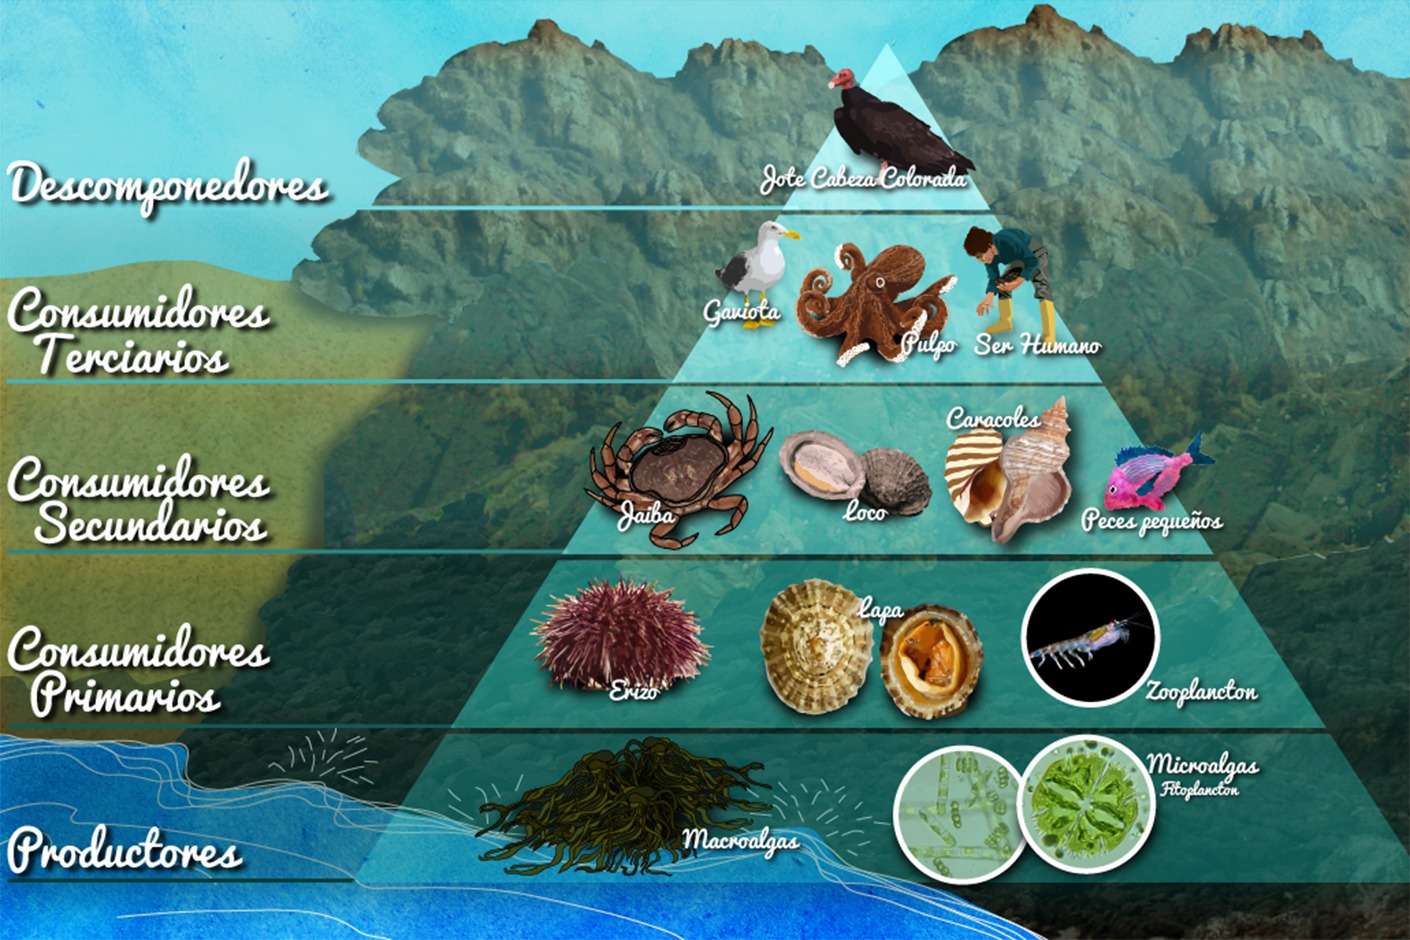 Descomponedores
Jote Cabeza Colorada
Consumidores
Terciarios
Gaviota
Pulpo
Ser Humano
Consumidores
Secundarios
Jaiba
Loco
Caracoles
Peces pequeños
Consumidores
Primarios
Erizo
Lapa
Zooplancton
Productores
Macroalgas
Microalgas
Fitoplancton